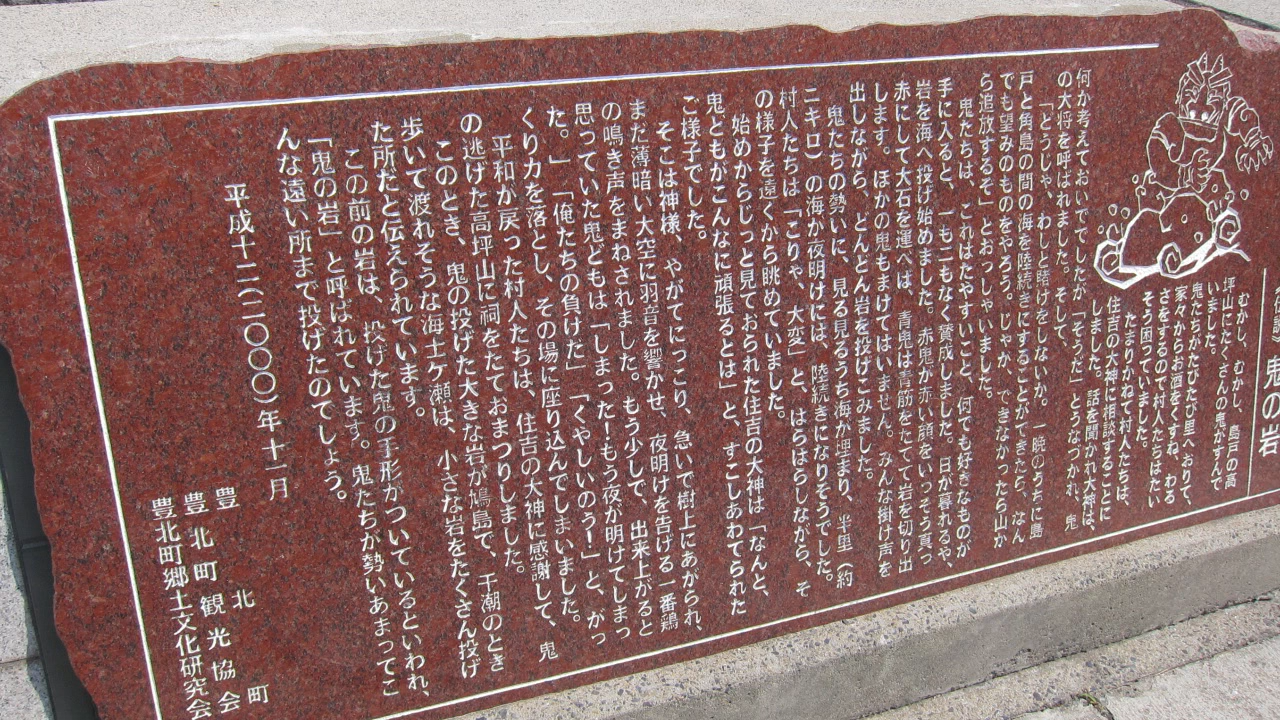 鬼の岩
むかし、むかし、島戸の高
坪山にたくさんの鬼がすんで
いました。
鬼たちがたびたび里へおりて、
家々からお酒をぬすむ、わる
さをするので村人たちはたい
そう困っていました。
たまりかねて村人たちは、
住吉の大神に相談することに
しました。話を聞かれ大神は、
何か考えておいででしたが「そうだ」とうなづかれ、鬼
の大将を呼ばれました。そして、
「どうじゃ、わしと賭けをしないか。一晩のうちに島
戸と角島の間の海を陸続きにすることができたら、なん
でも望みのものをやろう。じゃが、できなかったら山か
ら追放するぞ」とおっしゃいました。
鬼たちは、これはたやすいこと、何でも好きなものが
手に入ると、一も二もなく賛成しました。日が暮れるや、
岩を海へ投げ始めました。赤鬼が赤い顔をいっそう真っ
赤にして大石を運べば、青鬼は青筋をたてて岩を切り出
します。ほかの鬼もまけてはいません。みんな掛け声を
出しながら、どんどん岩を投げこみました。
鬼たちの勢いに、見る見るうち海が埋まり、半里(約
二キロ)の海が夜明けには、陸続きになりそうでした。
村人たちは「こりゃ、大変」と、はらはらしながら、そ
の様子を遠くから眺めていました。
始めからじっと見ておられた住吉の大神は「なんと、
鬼ともがこんなに頑張るとは」と、すこしあわてられた
ご様子でした。
そこは神様、やがてにっこり、急いで樹上にあがられ、
まだ薄暗い大空に羽音を響かせ、夜明けを告げる一番鶏
の鳴き声をまねされました。もう少しで、出来上がると
思っていた鬼どもは「しまったーもう夜が明けてしまっ
た。」「俺たちの負けた」「くやしいのうー」と、がっ
くり力を落とし、その場に座り込んでしまいました。
平和が戻った村人たちは、住吉の大神に感謝して、鬼
の逃げた高坪山に祠をたておまつりしました。
このとき、鬼の投げた大きな岩が鳩島で、干潮のとき
歩いて渡れそうな海士ケ瀬は、小さな岩をたくさん投げ
た所だと伝えられています。
この前の岩は、投げた鬼の手形がついているといわれ、
「鬼の岩」と呼ばれています。鬼たちが勢いあまってこ
んな遠い所まで投げたのでしょう。
平成十二(二〇〇〇)年十一月
豊北町
豊北町観光協会
豊北町郷土文化研究会